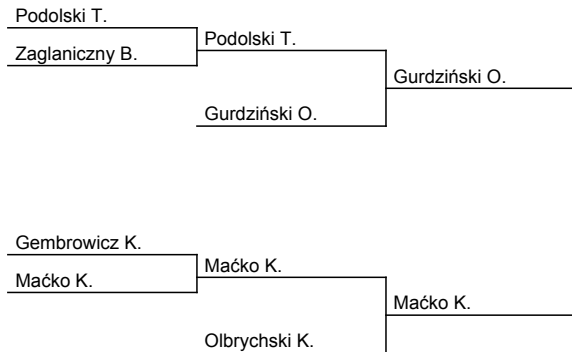 Podolski T.
Zaglaniczny B.
Podolski T.
Gurdziński O.
Gurdziński O.
Gembrowicz K.
Maćko K.
Maćko K.
Maćko K.
Olbrychski K.